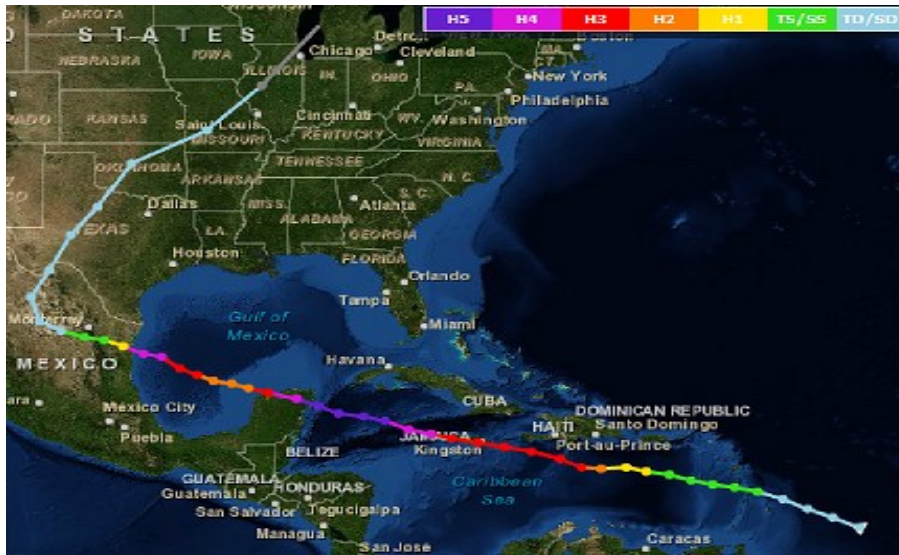 H5 H4 H3 H2 H1 TS/SS TD/SD
WISCONSIN
DAKOTA
STATES
Detroit
Boston
MA.
CT.
IOWA
Chicago
Cleveland
NEBRASKA
ILLINOIS
IN.
OHIO
PA.
New York
Philadelphia
KANSAS
Saint Louis
Cincinnati
WV.
Washington
MISSOURI
KENTUCKY
VIRGINIA
OKLAHOMA
TENNESSEE
N. C.
ARKANSAS
Dallas
MISS.
ALABAMA
Atlanta
S. C.
TEXAS
LA.
GEORGIA
Houston
FLORIDA
Orlando
Tampa
Monterrey
Gulf of
Mexico
Miami
MEXICO
Havana
Mexico City
CUBA
DOMINICAN REPUBLIC
HAITI
Santo Domingo
Puebla
JAMAICA
Kingston
Port-au-Prince
BELIZE
GUATEMALA
Guatemala
HONDURAS
Caribbean
Sea
San Salvador
Tegucigalpa
Managua
San José
Caracas